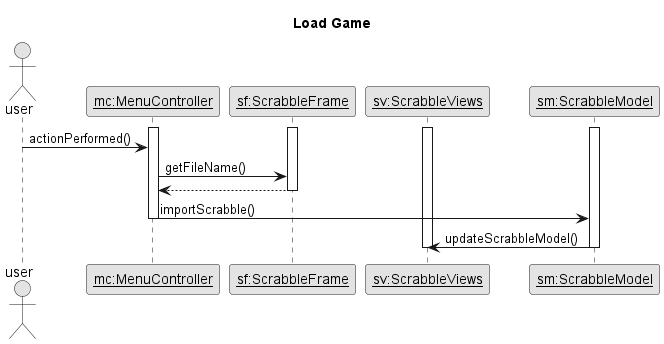 Load Game
user
mc:MenuController
sf:ScrabbleFrame
sv:ScrabbleViews
sm:ScrabbleModel
actionPerformed()
getFileName()
importScrabble()
updateScrabbleModel()
user
mc:MenuController
sf:ScrabbleFrame
sv:ScrabbleViews
sm:ScrabbleModel